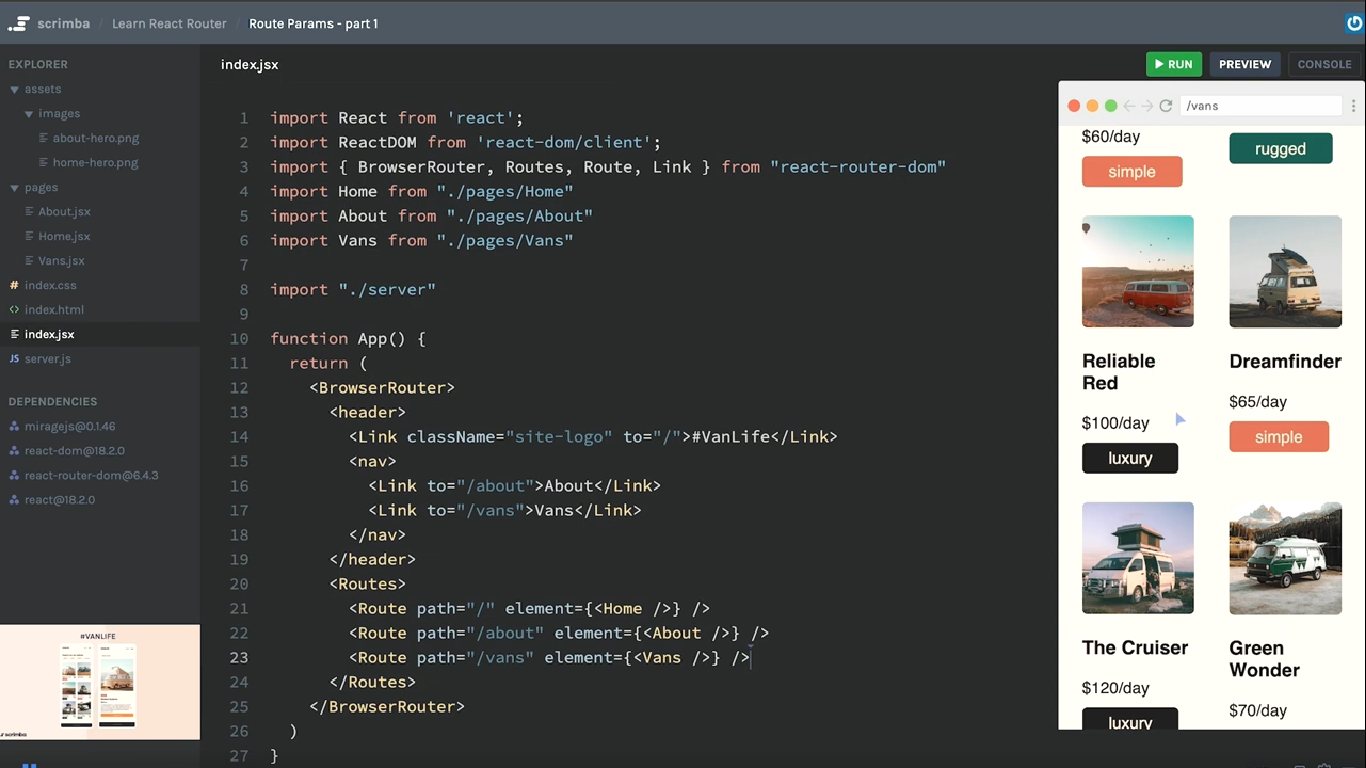 scrimba / Learn React Router / Route Params - part 1
EXPLORER
assets
images
about-hero.png
home-hero.png
pages
About.jsx
Home.jsx
Vans.jsx
# index.css
<> index.html
index.jsx
JS server.js
DEPENDENCIES
miragejs@0.1.46
react-dom@18.2.0
react-router-dom@6.4.3
react@18.2.0
#VANLIFE
scrimba
index.jsx
RUN
PREVIEW
CONSOLE
1 import React from 'react';
2 import ReactDOM from 'react-dom/client';
3 import { BrowserRouter, Routes, Route, Link } from "react-router-dom"
4 import Home from "./pages/Home"
5 import About from "./pages/About"
6 import Vans from "./pages/Vans"
7
8 import "./server"
9
10 function App() {
11 return (
12 <BrowserRouter>
13 <header>
14 <Link className="site-logo" to="/">#VanLife</Link>
15 <nav>
16 <Link to="/about">About</Link>
17 <Link to="/vans">Vans</Link>
18 </nav>
19 </header>
20 <Routes>
21 <Route path="/" element={<Home />} />
22 <Route path="/about" element={<About />} />
23 <Route path="/vans" element={<Vans />} />
24 </Routes>
25 </BrowserRouter>
26 )
27 }
/vans
$60/day
simple
rugged
Reliable
Red
$100/day
luxury
Dreamfinder
$65/day
simple
The Cruiser
$120/day
luxury
Green
Wonder
$70/day